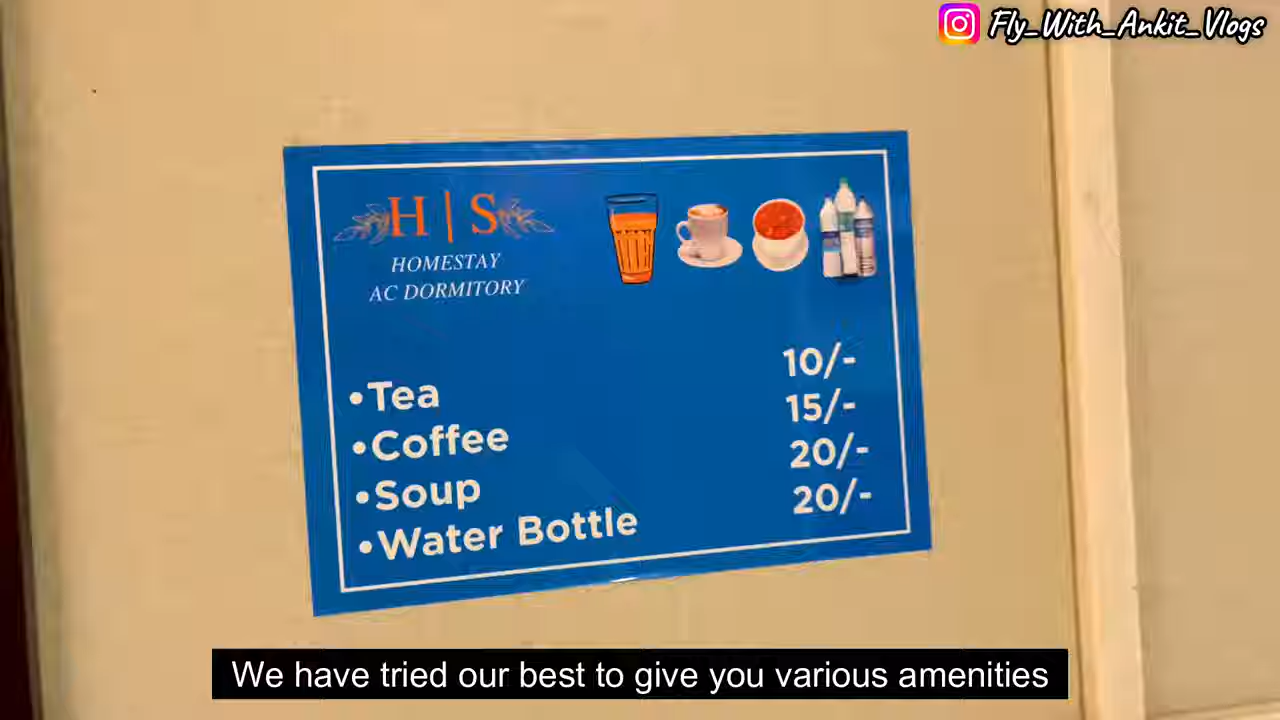 Fly_With_Ankit_Vlogs
H | S
HOMESTAY
AC DORMITORY
•Tea 10/-
•Coffee 15/-
•Soup 20/-
•Water Bottle 20/-
We have tried our best to give you various amenities